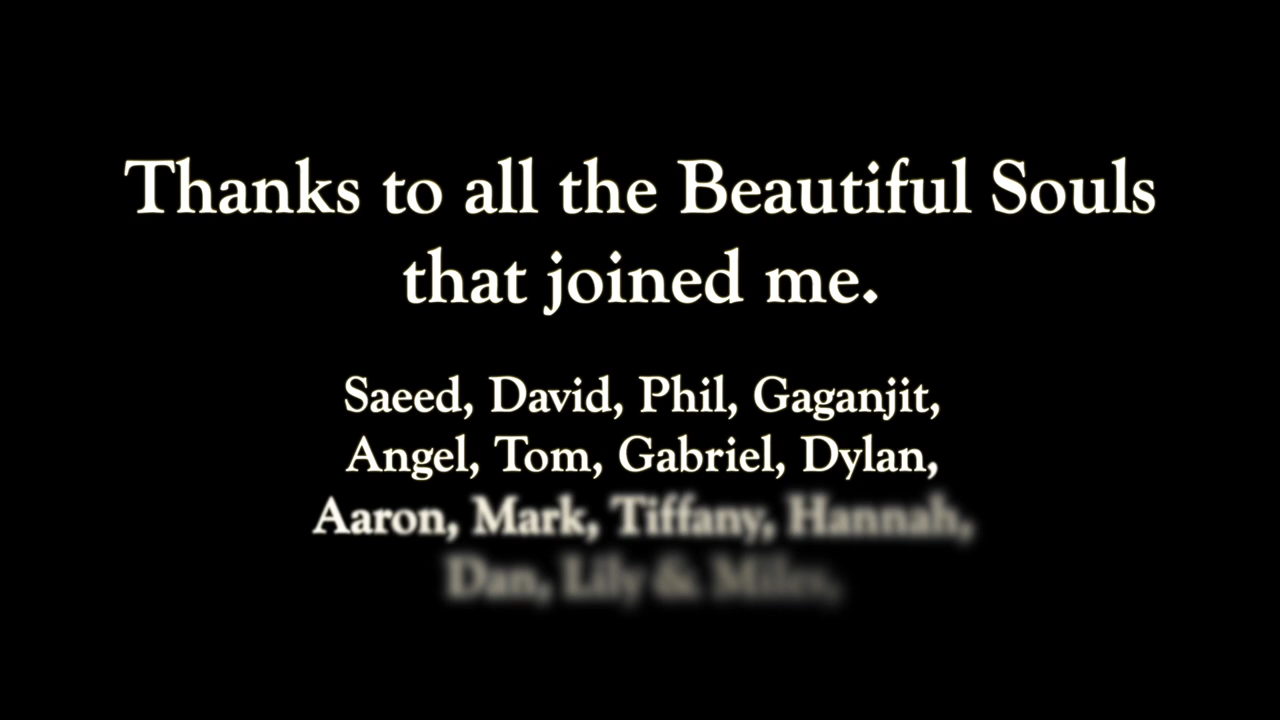 Thanks to all the Beautiful Souls
that joined me.
Saeed, David, Phil, Gaganjit,
Angel, Tom, Gabriel, Dylan,
Aaron, Mark, Tiffany, Hannah,
Dan, Lily & Miles,